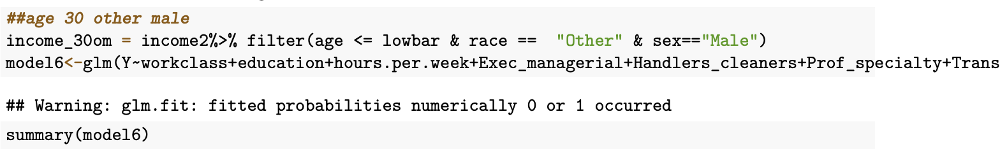 ##age 30 other male
income_30om = income2%>% filter(age <= lowbar & race ==  "Other" & sex=="Male")
model6<-glm(Y~workclass+education+hours.per.week+Exec_managerial+Handlers_cleaners+Prof_specialty+Trans
## Warning: glm.fit: fitted probabilities numerically 0 or 1 occurred
summary(model6)